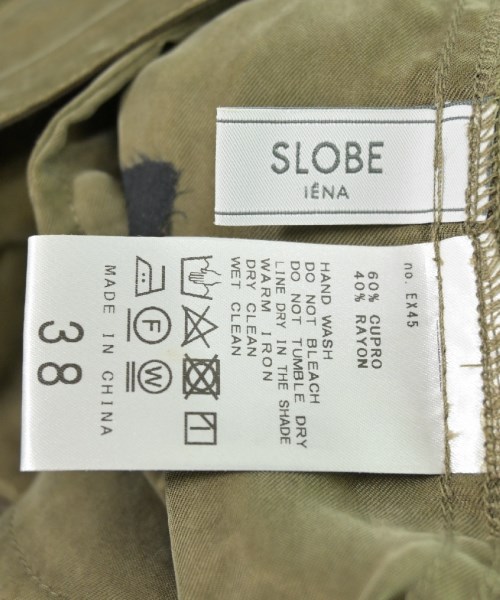 SLOBE
IÉNA
no. EX45
60% CUPRO
40% RAYON
HAND WASH
DO NOT BLEACH
DO NOT TUMBLE DRY
LINE DRY IN THE SHADE
WARM IRON
DRY CLEAN
WET CLEAN
F
W
MADE IN CHINA
38